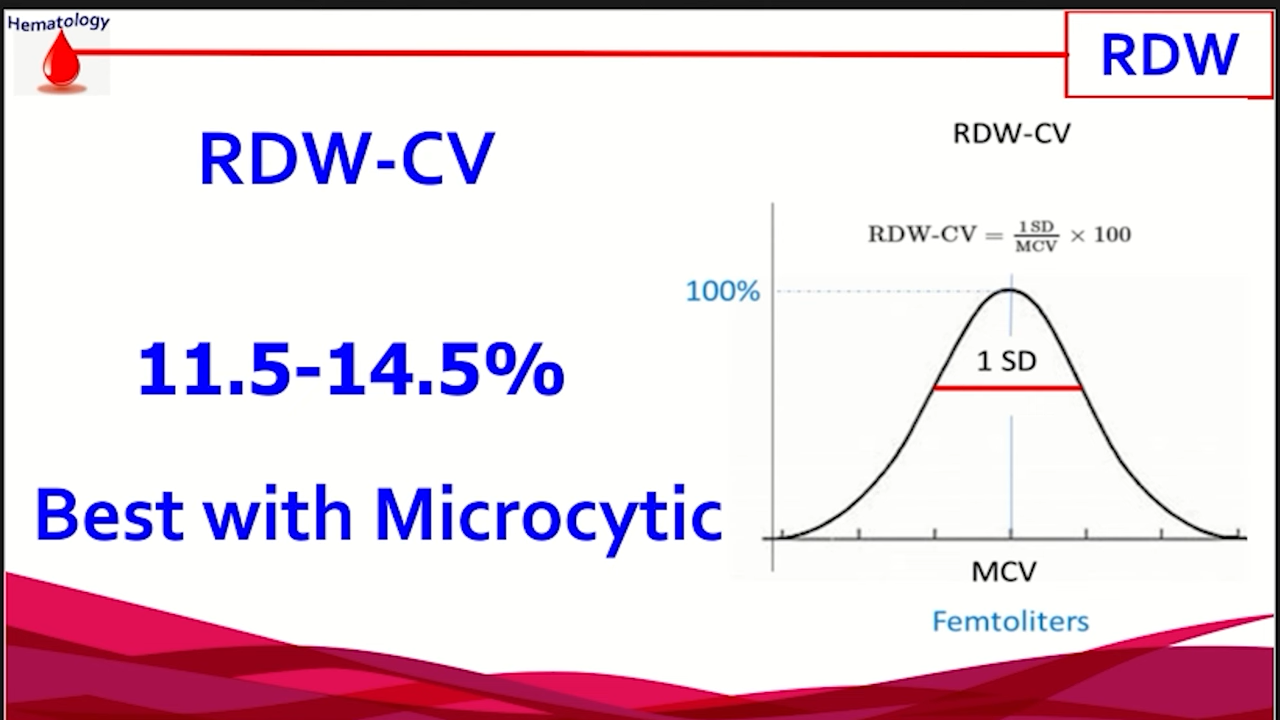 Hematology
RDW
RDW-CV
11.5-14.5%
Best with Microcytic
RDW-CV
RDW-CV = 1 SD / MCV × 100
100%
1 SD
MCV
Femtoliters